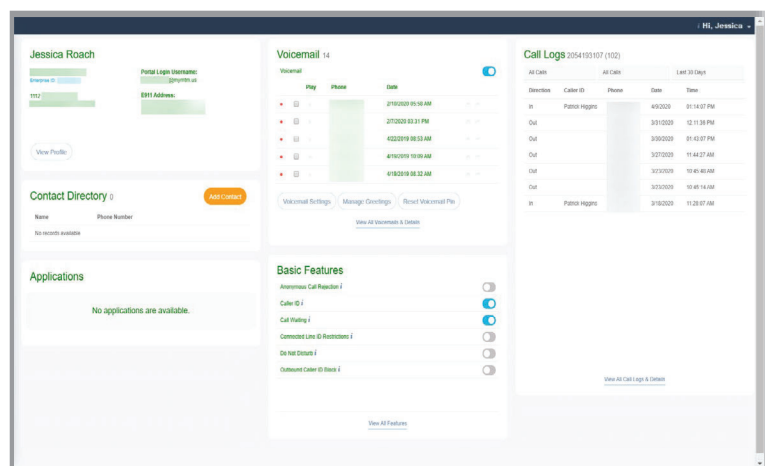 Hi, Jessica
Jessica Roach
Portal Login Username:
@mymtm.us
Enterprise ID
1112
E911 Address:
View Profile
Contact Directory 0
Add Contact
Name Phone Number
No records available
Applications
No applications are available.
Voicemail 14
Voicemail
Play Phone Date
2/10/2020 05:50 AM
2/7/2020 03:31 PM
4/22/2019 08:53 AM
4/19/2019 10:09 AM
4/18/2019 08:32 AM
Voicemail Settings Manage Greetings Reset Voicemail Pin
View All Voicemails & Details
Basic Features
Anonymous Call Rejection i
Caller ID i
Call Waiting i
Connected Line ID Restrictions i
Do Not Disturb i
Outbound Caller ID Block i
View All Features
Call Logs 2054193107 (102)
All Calls All Calls Last 30 Days
Direction Caller ID Phone Date Time
In Patrick Higgins 4/9/2020 01:14:07 PM
Out 3/31/2020 12:11:38 PM
Out 3/30/2020 01:43:07 PM
Out 3/27/2020 11:44:27 AM
Out 3/23/2020 10:45:48 AM
Out 3/23/2020 10:45:14 AM
In Patrick Higgins 3/18/2020 11:28:07 AM
View All Call Logs & Details